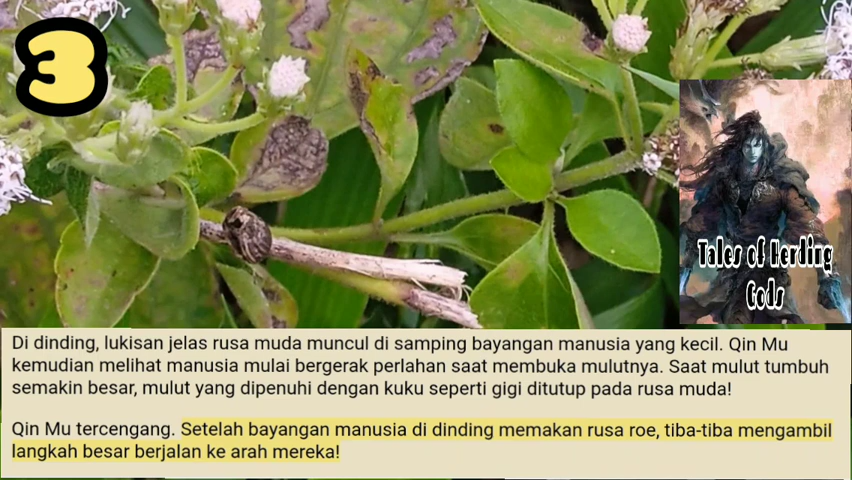 3
Tales of Herding
Gods
Di dinding, lukisan jelas rusa muda muncul di samping bayangan manusia yang kecil. Qin Mu
kemudian melihat manusia mulai bergerak perlahan saat membuka mulutnya. Saat mulut tumbuh
semakin besar, mulut yang dipenuhi dengan kuku seperti gigi ditutup pada rusa muda!
Qin Mu tercengang. Setelah bayangan manusia di dinding memakan rusa roe, tiba-tiba mengambil
langkah besar berjalan ke arah mereka!